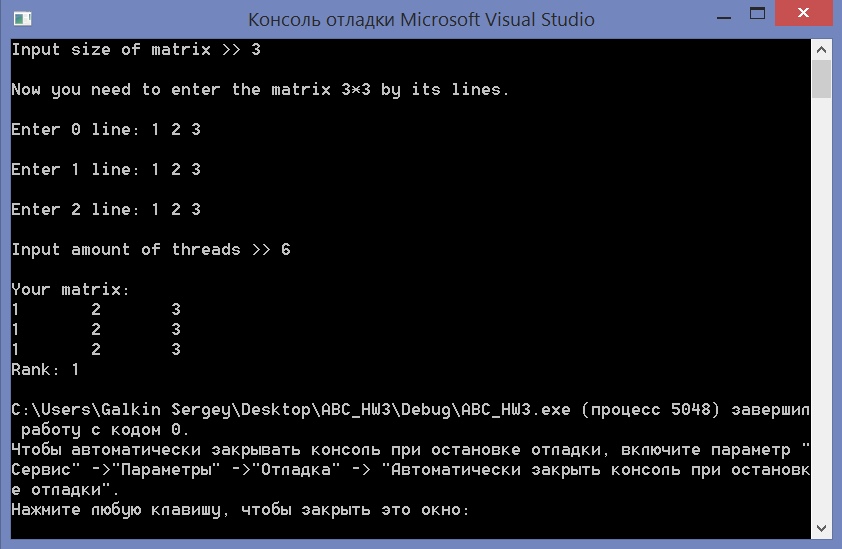 Консоль отладки Microsoft Visual Studio
Input size of matrix >> 3
Now you need to enter the matrix 3*3 by its lines.
Enter 0 line: 1 2 3
Enter 1 line: 1 2 3
Enter 2 line: 1 2 3
Input amount of threads >> 6
Your matrix:
1 2 3
1 2 3
1 2 3
Rank: 1
C:\Users\Galkin Sergey\Desktop\ABC_HW3\Debug\ABC_HW3.exe (процесс 5048) завершил
работу с кодом 0.
Чтобы автоматически закрывать консоль при остановке отладки, включите параметр "
Сервис" ->"Параметры" ->"Отладка" -> "Автоматически закрыть консоль при остановк
е отладки".
Нажмите любую клавишу, чтобы закрыть это окно: